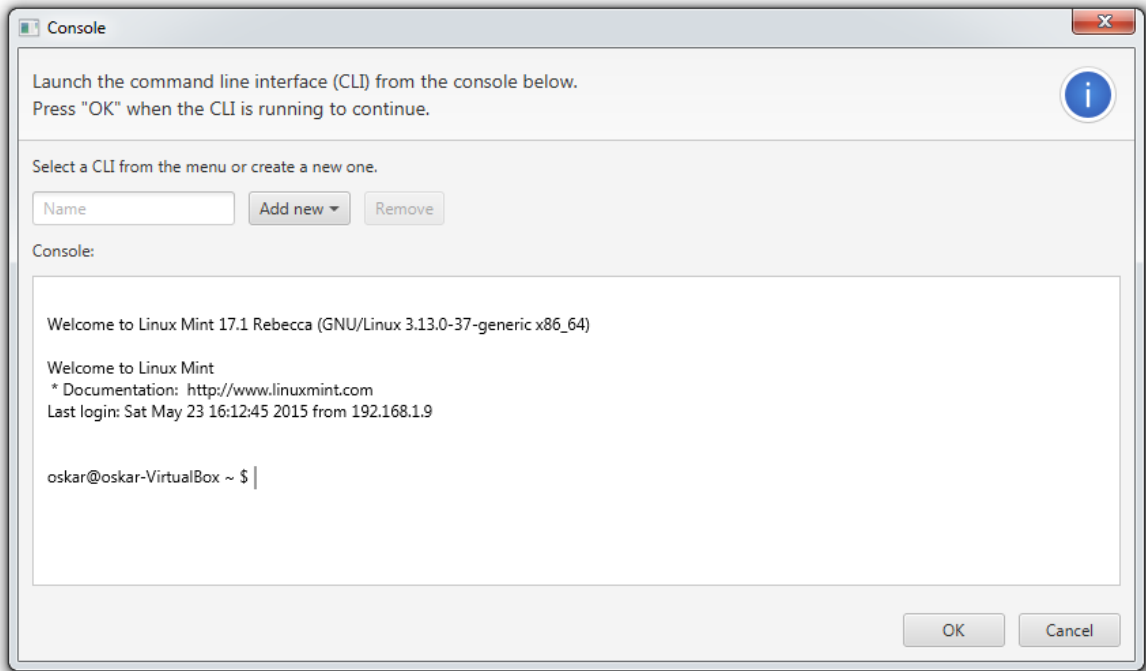 Console
Launch the command line interface (CLI) from the console below.
Press "OK" when the CLI is running to continue.
Select a CLI from the menu or create a new one.
Name Add new Remove
Console:
Welcome to Linux Mint 17.1 Rebecca (GNU/Linux 3.13.0-37-generic x86_64)
Welcome to Linux Mint
* Documentation:  http://www.linuxmint.com
Last login: Sat May 23 16:12:45 2015 from 192.168.1.9
oskar@oskar-VirtualBox ~ $
OK Cancel